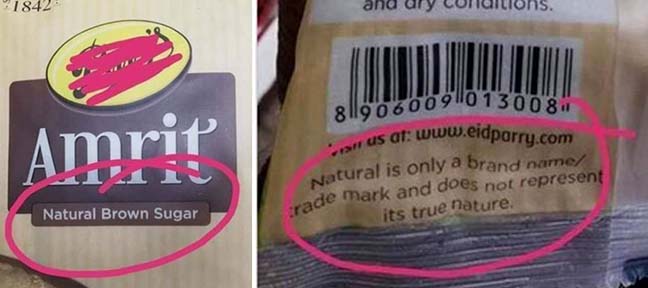 1842
Amrit
Natural Brown Sugar
and dry conditions.
8 906009 013008
us at: www.eidparry.com
Natural is only a brand name/
trade mark and does not represent
its true nature.